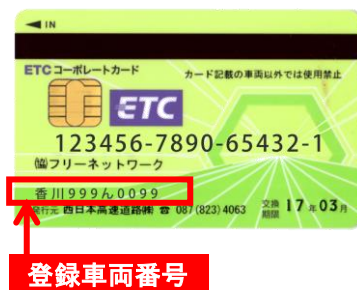 ◀ IN
ETCコーポレートカード
カード記載の車両以外では使用禁止
ETC
123456-7890-65432-1
㈿フリーネットワーク
香川999ん0099
発行元 西日本高速道路㈱ ☎ 087(823)4063
交換期限 17年03月
登録車両番号